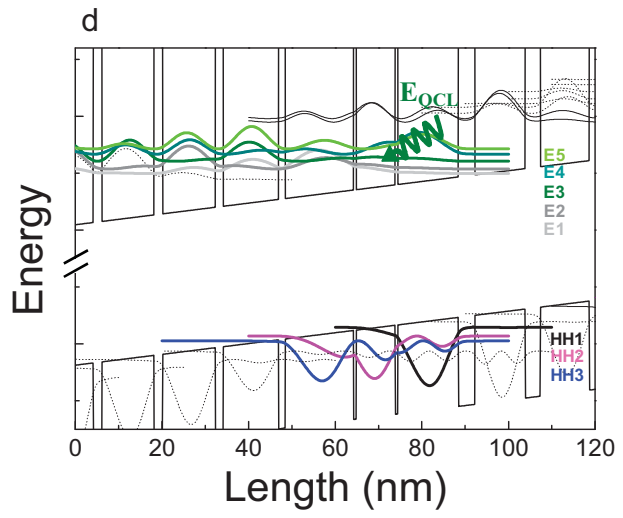 d
E_QCL
E5
E4
E3
E2
E1
Energy
HH1
HH2
HH3
0 20 40 60 80 100 120
Length (nm)